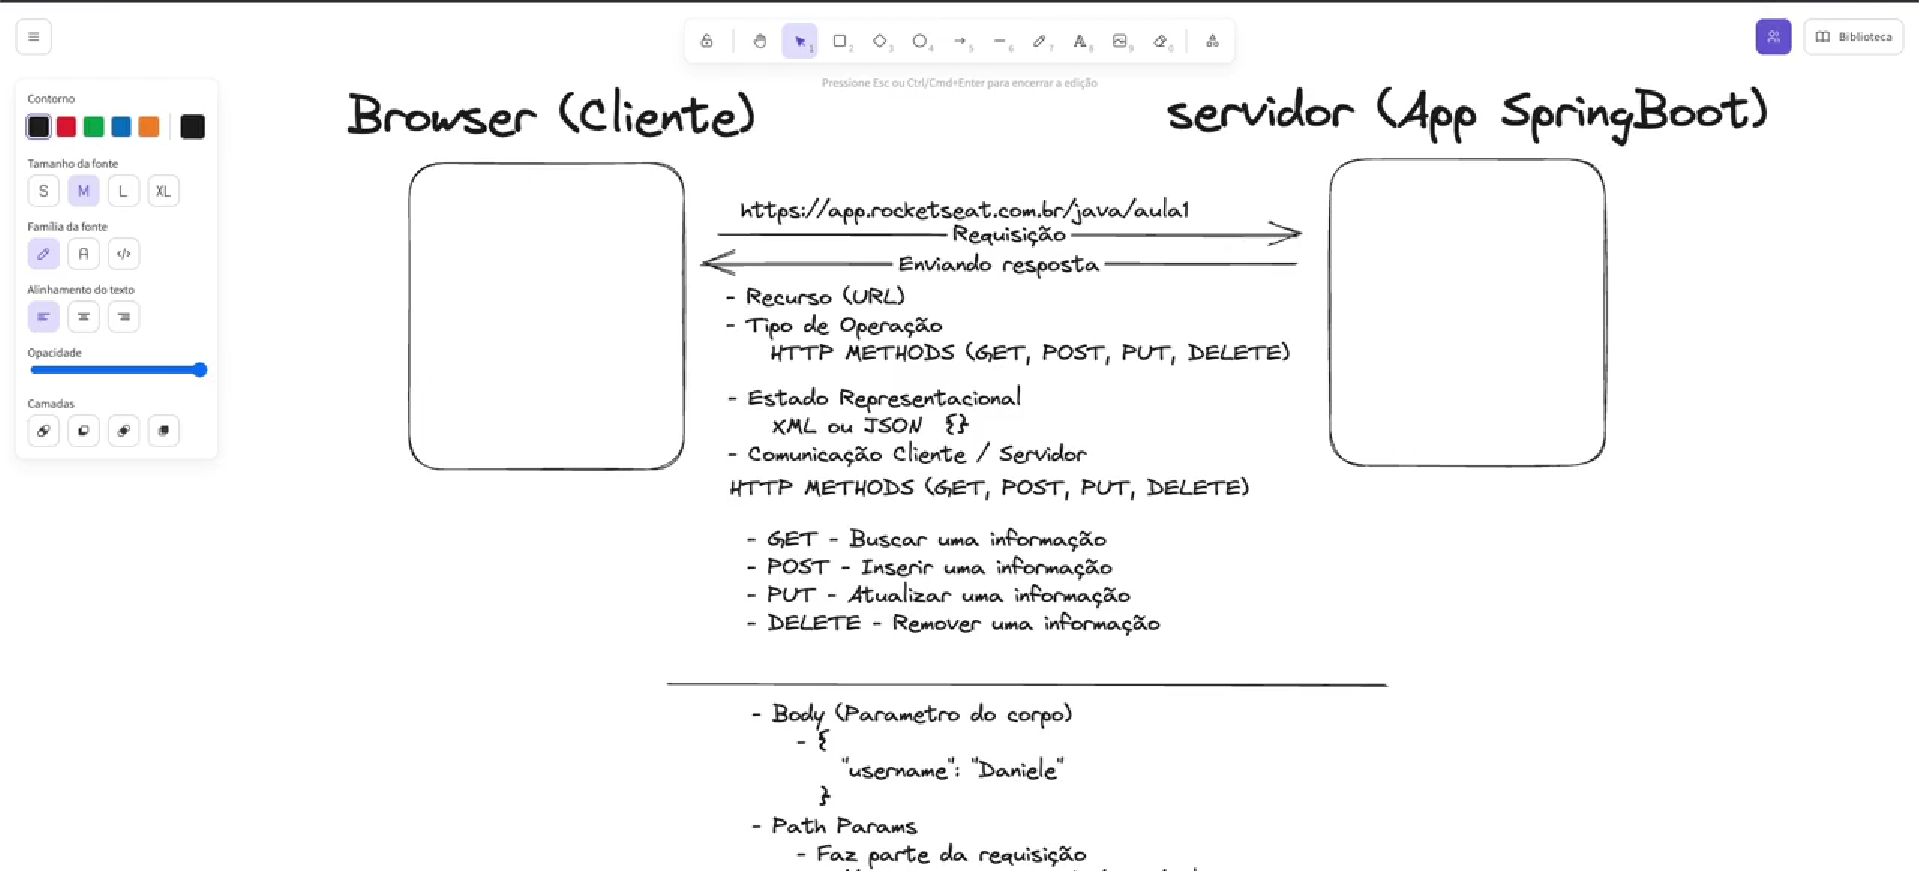 Biblioteca
Pressione Esc ou Ctrl/Cmd+Enter para encerrar a edição
Contorno
Tamanho da fonte
S M L XL
Família da fonte
A </>
Alinhamento do texto
Opacidade
Camadas
Browser (Cliente)
servidor (App SpringBoot)
https://app.rocketseat.com.br/java/aula1
Requisição
Enviando resposta
- Recurso (URL)
- Tipo de Operação
HTTP METHODS (GET, POST, PUT, DELETE)
- Estado Representacional
XML ou JSON {}
- Comunicação Cliente / Servidor
HTTP METHODS (GET, POST, PUT, DELETE)
- GET - Buscar uma informação
- POST - Inserir uma informação
- PUT - Atualizar uma informação
- DELETE - Remover uma informação
- Body (Parametro do corpo)
- {
"username": "Daniele"
}
- Path Params
- Faz parte da requisição